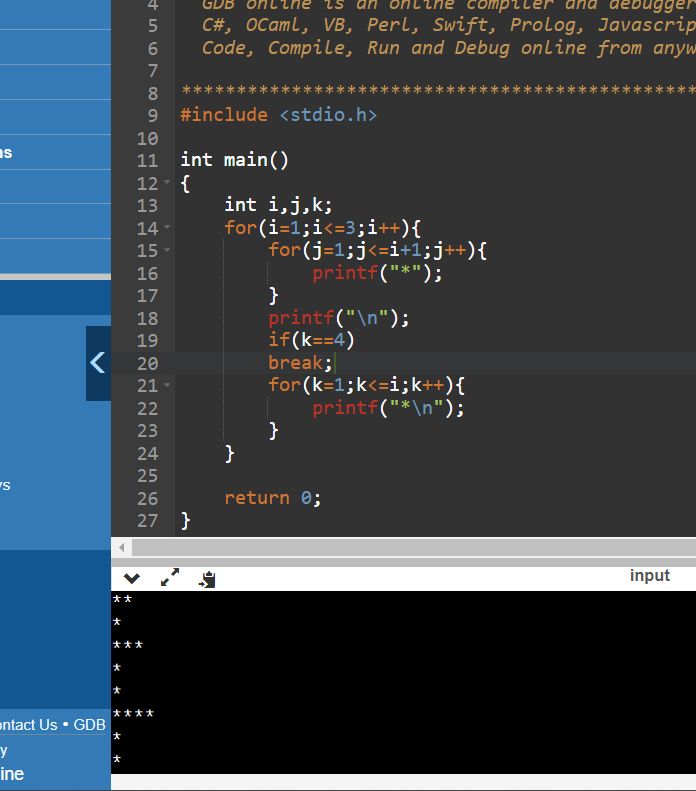 4 GDB online is an online compiler and debugger
5 C#, OCaml, VB, Perl, Swift, Prolog, Javascrip
6 Code, Compile, Run and Debug online from anyw
7
8 ***********************************************
9 #include <stdio.h>
10
11 int main()
12 {
13 int i,j,k;
14 for(i=1;i<=3;i++){
15 for(j=1;j<=i+1;j++){
16 printf("*");
17 }
18 printf("\n");
19 if(k==4)
20 break;
21 for(k=1;k<=i;k++){
22 printf("*\n");
23 }
24 }
25
26 return 0;
27 }
input
**
*
***
*
*
****
*
*
s
s
ontact Us • GDB
y
ine